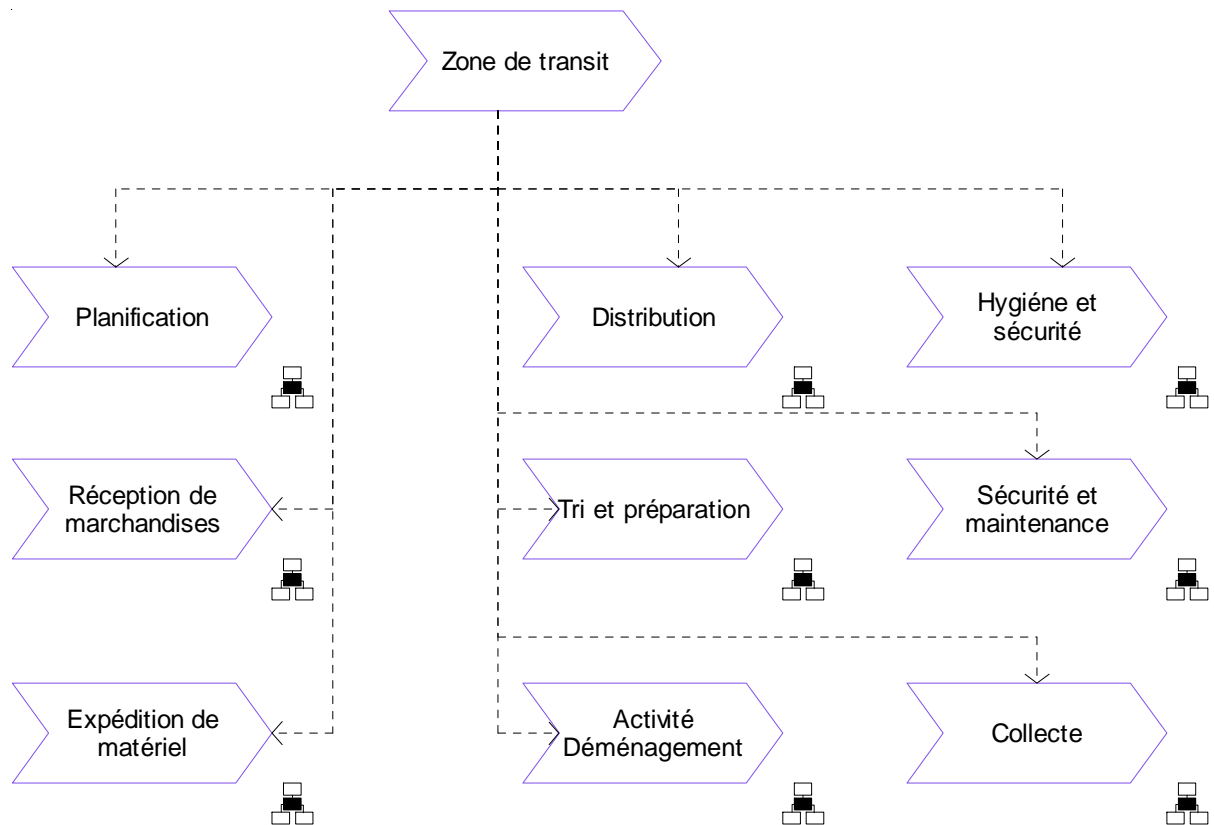 Zone de transit
Planification
Distribution
Hygiéne et
sécurité
Réception de
marchandises
Tri et préparation
Sécurité et
maintenance
Expédition de
matériel
Activité
Déménagement
Collecte